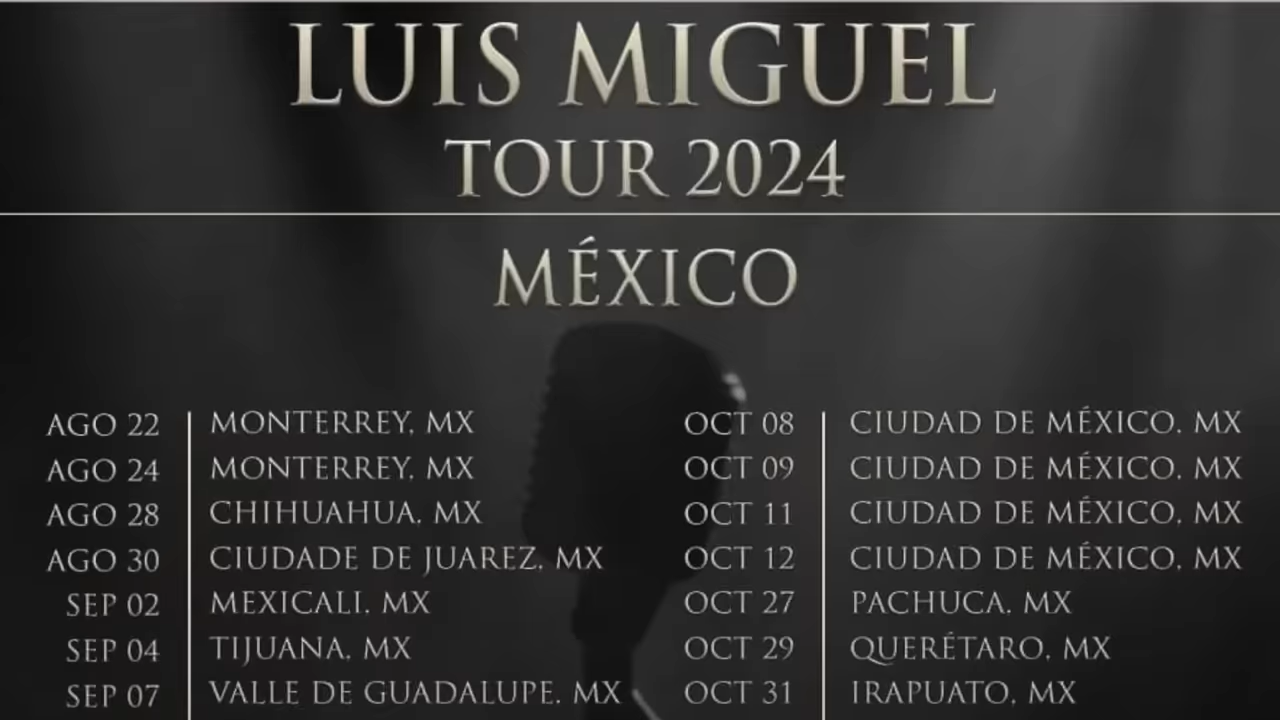 LUIS MIGUEL
TOUR 2024
MÉXICO
AGO 22 MONTERREY, MX
AGO 24 MONTERREY, MX
AGO 28 CHIHUAHUA, MX
AGO 30 CIUDADE DE JUAREZ, MX
SEP 02 MEXICALI, MX
SEP 04 TIJUANA, MX
SEP 07 VALLE DE GUADALUPE, MX
OCT 08 CIUDAD DE MÉXICO, MX
OCT 09 CIUDAD DE MÉXICO, MX
OCT 11 CIUDAD DE MÉXICO, MX
OCT 12 CIUDAD DE MÉXICO, MX
OCT 27 PACHUCA, MX
OCT 29 QUERÉTARO, MX
OCT 31 IRAPUATO, MX